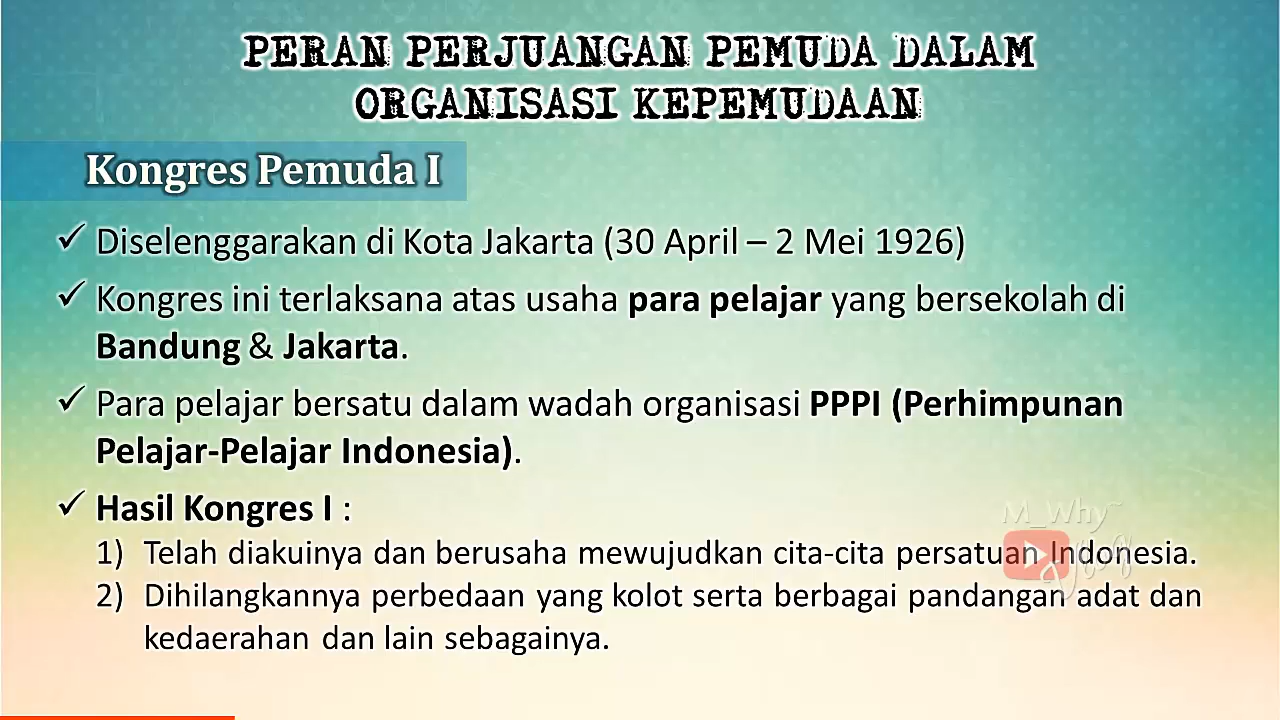 PERAN PERJUANGAN PEMUDA DALAM
ORGANISASI KEPEMUDAAN
Kongres Pemuda I
✓ Diselenggarakan di Kota Jakarta (30 April – 2 Mei 1926)
✓ Kongres ini terlaksana atas usaha para pelajar yang bersekolah di
Bandung & Jakarta.
✓ Para pelajar bersatu dalam wadah organisasi PPPI (Perhimpunan
Pelajar-Pelajar Indonesia).
✓ Hasil Kongres I :
1) Telah diakuinya dan berusaha mewujudkan cita-cita persatuan Indonesia.
2) Dihilangkannya perbedaan yang kolot serta berbagai pandangan adat dan
kedaerahan dan lain sebagainya.
M_Why~
Vlog